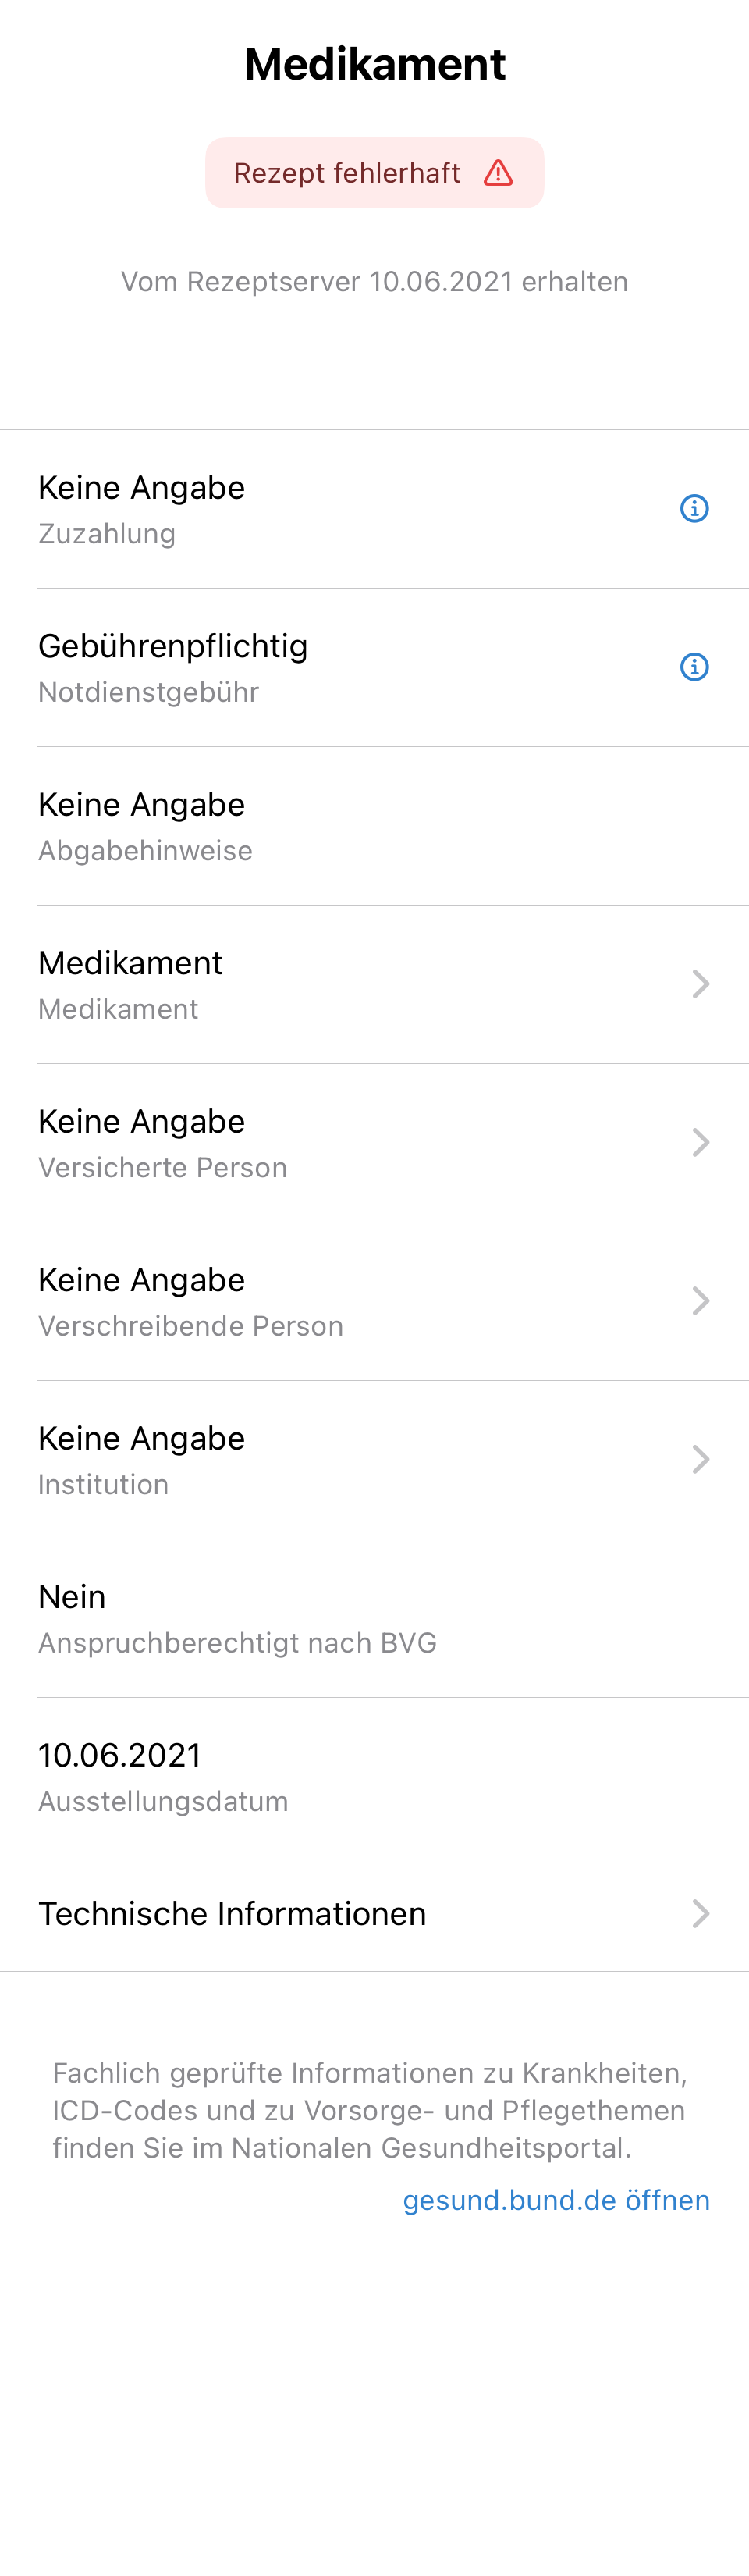 Medikament
Rezept fehlerhaft
Vom Rezeptserver 10.06.2021 erhalten
Keine Angabe
Zuzahlung
Gebührenpflichtig
Notdienstgebühr
Keine Angabe
Abgabehinweise
Medikament
Medikament
Keine Angabe
Versicherte Person
Keine Angabe
Verschreibende Person
Keine Angabe
Institution
Nein
Anspruchberechtigt nach BVG
10.06.2021
Ausstellungsdatum
Technische Informationen
Fachlich geprüfte Informationen zu Krankheiten,
ICD-Codes und zu Vorsorge- und Pflegethemen
finden Sie im Nationalen Gesundheitsportal.
gesund.bund.de öffnen